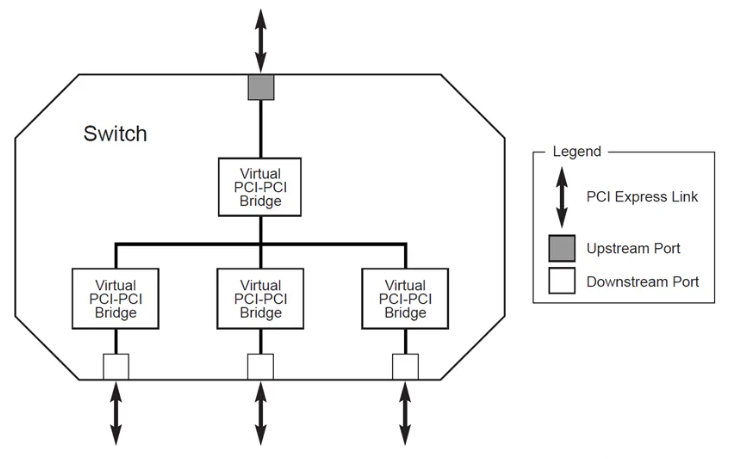 Switch
Virtual
PCI-PCI
Bridge
Virtual
PCI-PCI
Bridge
Virtual
PCI-PCI
Bridge
Virtual
PCI-PCI
Bridge
Legend
PCI Express Link
Upstream Port
Downstream Port